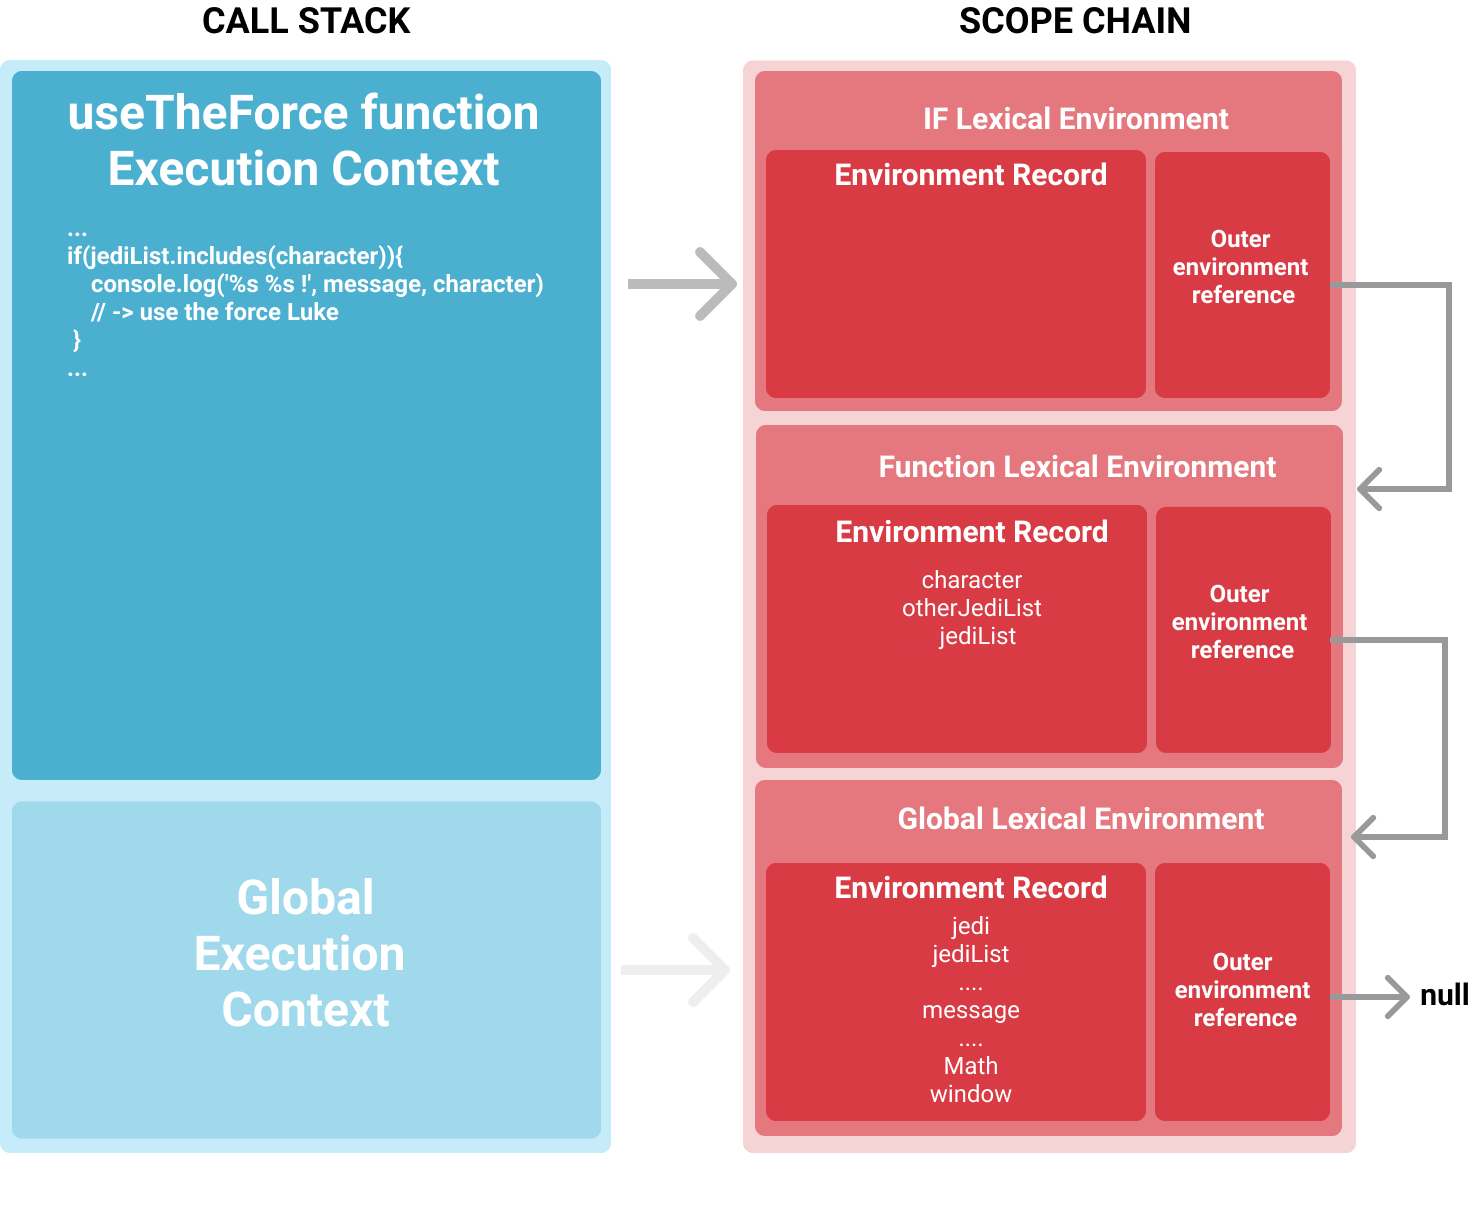 CALL STACK
useTheForce function
Execution Context
...
if(jediList.includes(character)){
console.log('%s %s !', message, character)
// -> use the force Luke
}
...
Global
Execution
Context
SCOPE CHAIN
IF Lexical Environment
Environment Record
Outer
environment
reference
Function Lexical Environment
Environment Record
character
otherJediList
jediList
Outer
environment
reference
Global Lexical Environment
Environment Record
jedi
jediList
....
message
....
Math
window
Outer
environment
reference
null